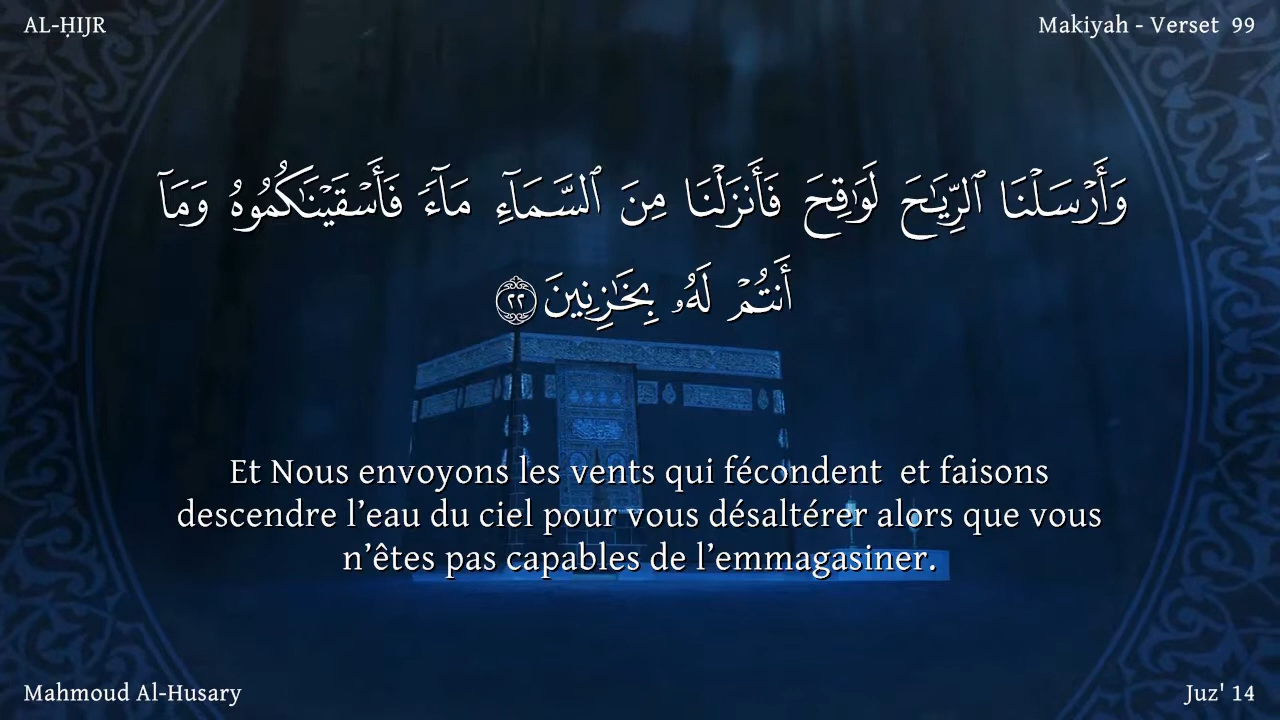 AL-ḤIJR
Makiyah - Verset 99
وَأَرْسَلْنَا ٱلرِّيَـٰحَ لَوَٰقِحَ فَأَنزَلْنَا مِنَ ٱلسَّمَآءِ مَآءً فَأَسْقَيْنَـٰكُمُوهُ وَمَآ
أَنتُمْ لَهُۥ بِخَـٰزِنِينَ ٢٢
Et Nous envoyons les vents qui fécondent et faisons
descendre l’eau du ciel pour vous désaltérer alors que vous
n’êtes pas capables de l’emmagasiner.
Mahmoud Al-Husary
Juz' 14